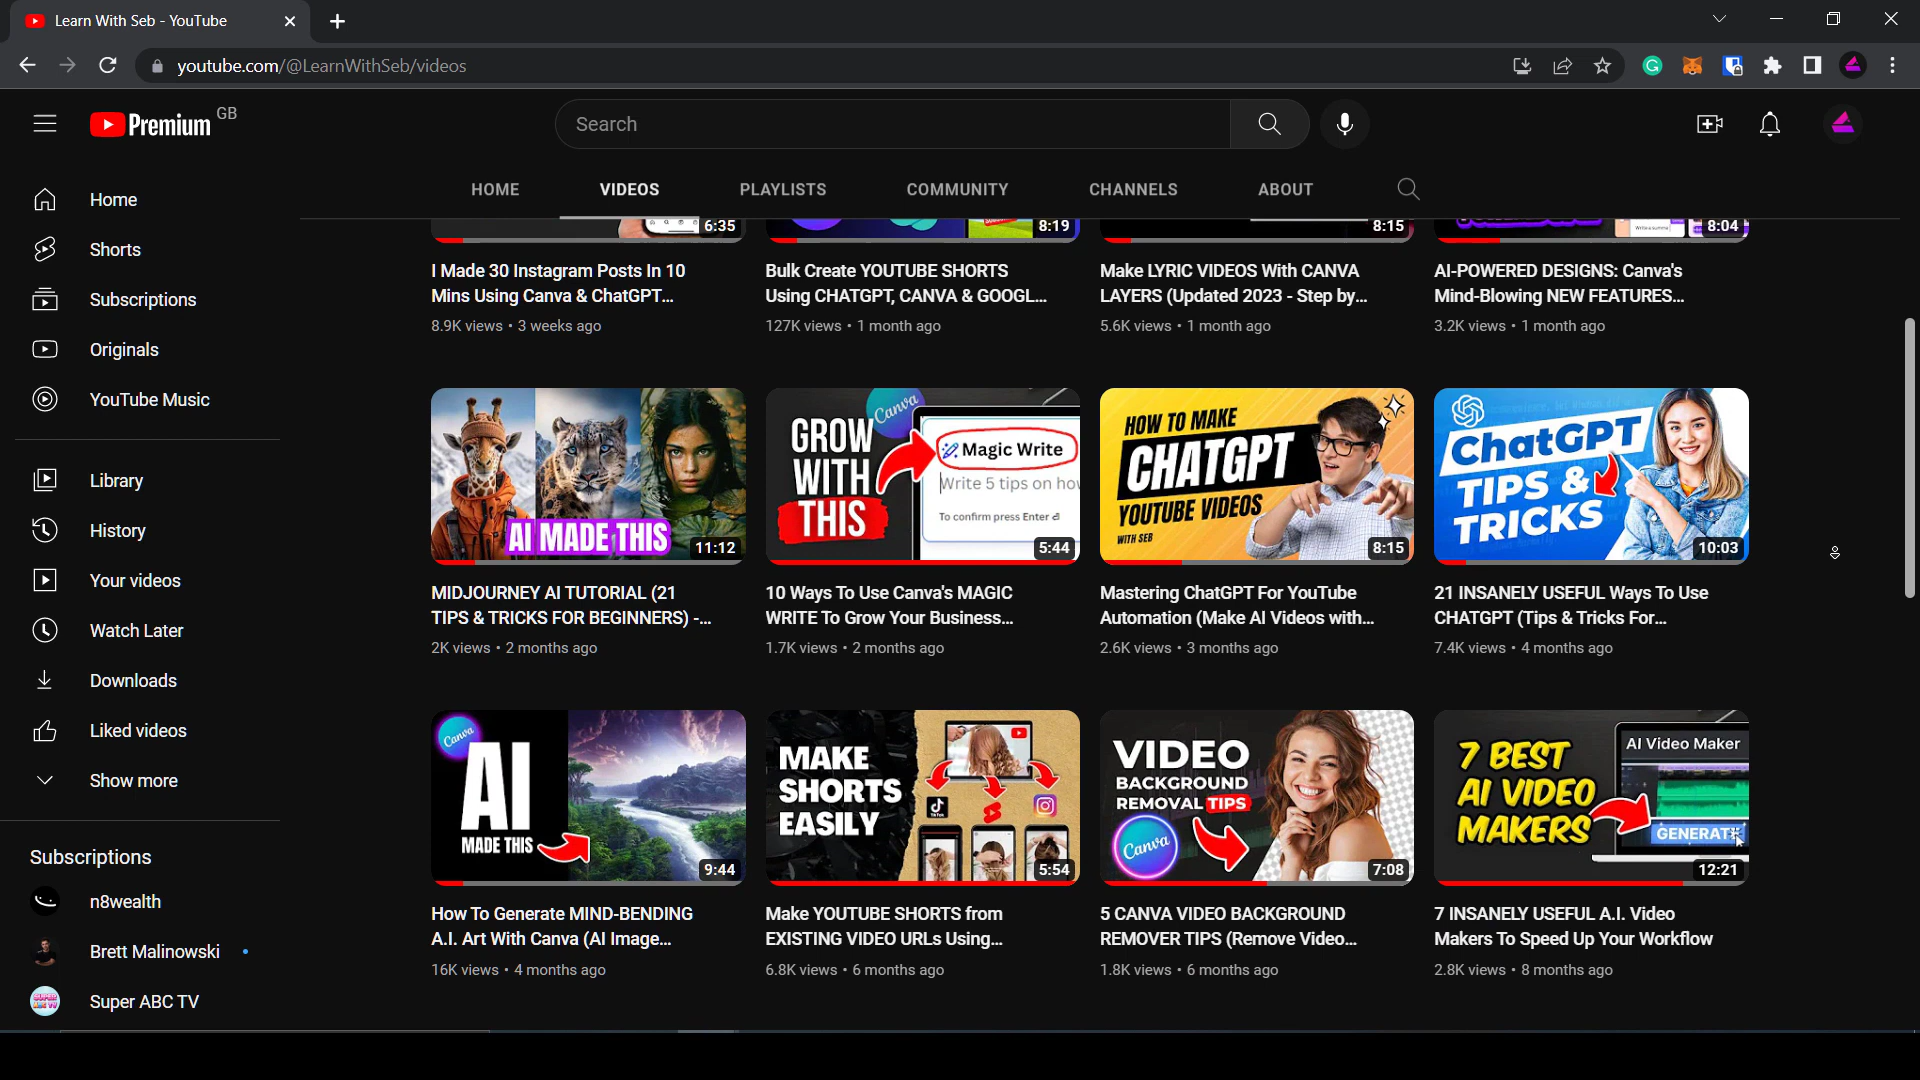 Learn With Seb - YouTube
youtube.com/@LearnWithSeb/videos
Premium GB
Search
HOME VIDEOS PLAYLISTS COMMUNITY CHANNELS ABOUT
Home
Shorts
Subscriptions
Originals
YouTube Music
Library
History
Your videos
Watch Later
Downloads
Liked videos
Show more
Subscriptions
n8wealth
Brett Malinowski
Super ABC TV
6:35
I Made 30 Instagram Posts In 10
Mins Using Canva & ChatGPT...
8.9K views • 3 weeks ago
8:19
Bulk Create YOUTUBE SHORTS
Using CHATGPT, CANVA & GOOGL...
127K views • 1 month ago
8:15
Make LYRIC VIDEOS With CANVA
LAYERS (Updated 2023 - Step by...
5.6K views • 1 month ago
8:04
AI-POWERED DESIGNS: Canva's
Mind-Blowing NEW FEATURES...
3.2K views • 1 month ago
AI MADE THIS
11:12
MIDJOURNEY AI TUTORIAL (21
TIPS & TRICKS FOR BEGINNERS) -...
2K views • 2 months ago
Canva
GROW
WITH
THIS
Magic Write
Write 5 tips on how
To confirm press Enter
5:44
10 Ways To Use Canva's MAGIC
WRITE To Grow Your Business...
1.7K views • 2 months ago
HOW TO MAKE
CHATGPT
YOUTUBE VIDEOS
WITH SEB
8:15
Mastering ChatGPT For YouTube
Automation (Make AI Videos with...
2.6K views • 3 months ago
ChatGPT
TIPS &
TRICKS
10:03
21 INSANELY USEFUL Ways To Use
CHATGPT (Tips & Tricks For...
7.4K views • 4 months ago
Canva
AI
MADE THIS
9:44
How To Generate MIND-BENDING
A.I. Art With Canva (AI Image...
16K views • 4 months ago
MAKE
SHORTS
EASILY
TikTok
5:54
Make YOUTUBE SHORTS from
EXISTING VIDEO URLs Using...
6.8K views • 6 months ago
VIDEO
BACKGROUND
REMOVAL TIPS
Canva
7:08
5 CANVA VIDEO BACKGROUND
REMOVER TIPS (Remove Video...
1.8K views • 6 months ago
7 BEST
AI VIDEO
MAKERS
AI Video Maker
GENERATE
12:21
7 INSANELY USEFUL A.I. Video
Makers To Speed Up Your Workflow
2.8K views • 8 months ago